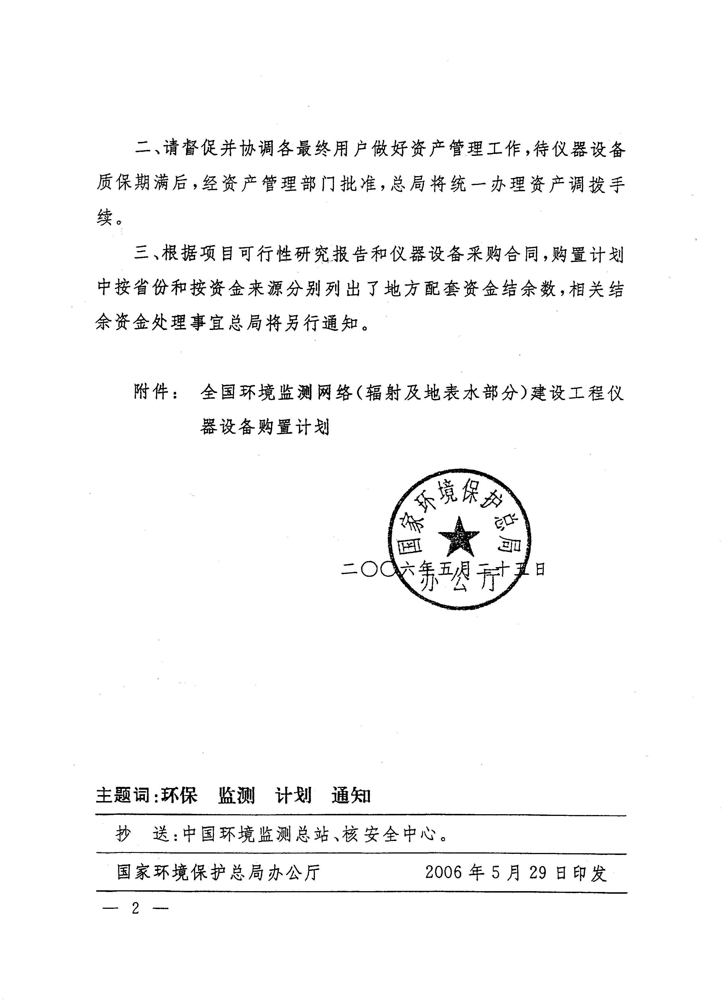 二、请督促并协调各最终用户做好资产管理工作,待仪器设备
质保期满后,经资产管理部门批准,总局将统一办理资产调拨手
续。
三、根据项目可行性研究报告和仪器设备采购合同,购置计划
中按省份和按资金来源分别列出了地方配套资金结余数,相关结
余资金处理事宜总局将另行通知。
附件: 全国环境监测网络(辐射及地表水部分)建设工程仪
器设备购置计划
国家环境保护总局
二〇〇六年五月二十五日
办公厅
主题词:环保 监测 计划 通知
抄 送:中国环境监测总站、核安全中心。
国家环境保护总局办公厅 2006年5月29日印发
— 2 —